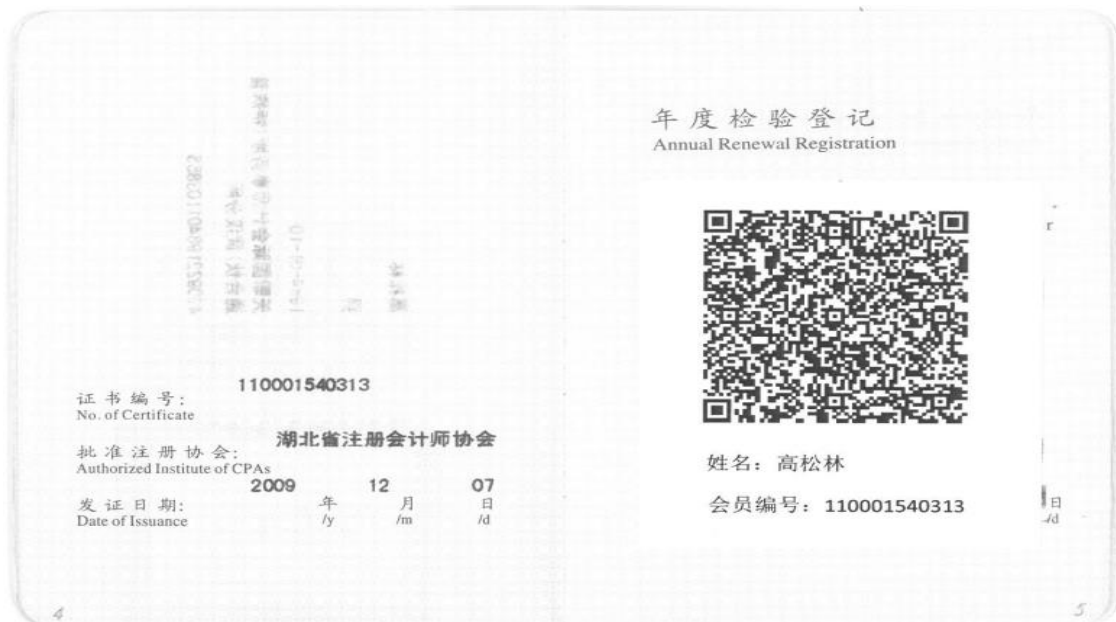 证书编号: 110001540313
No. of Certificate
批准注册协会: 湖北省注册会计师协会
Authorized Institute of CPAs
发证日期: 2009 年 12 月 07 日
Date of Issuance /y /m /d
4
年度检验登记
Annual Renewal Registration
r
姓名：高松林
会员编号：110001540313
日
/d
5